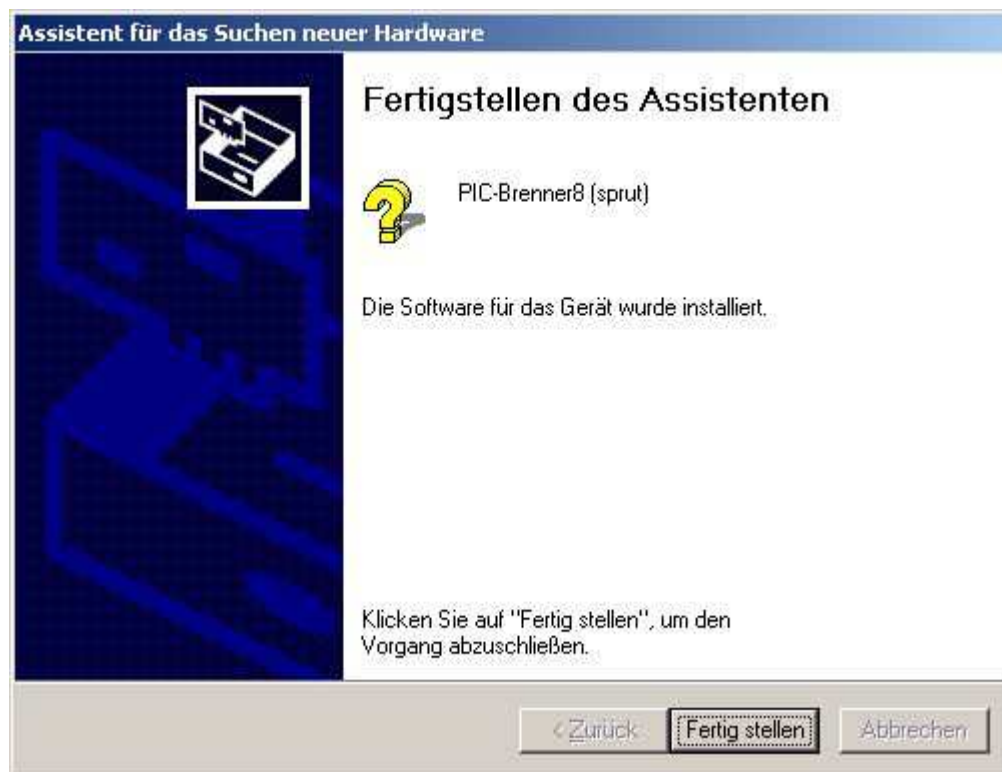 Assistent für das Suchen neuer Hardware
Fertigstellen des Assistenten
PIC-Brenner8 (sprut)
Die Software für das Gerät wurde installiert.
Klicken Sie auf "Fertig stellen", um den
Vorgang abzuschließen.
< Zurück
Fertig stellen
Abbrechen